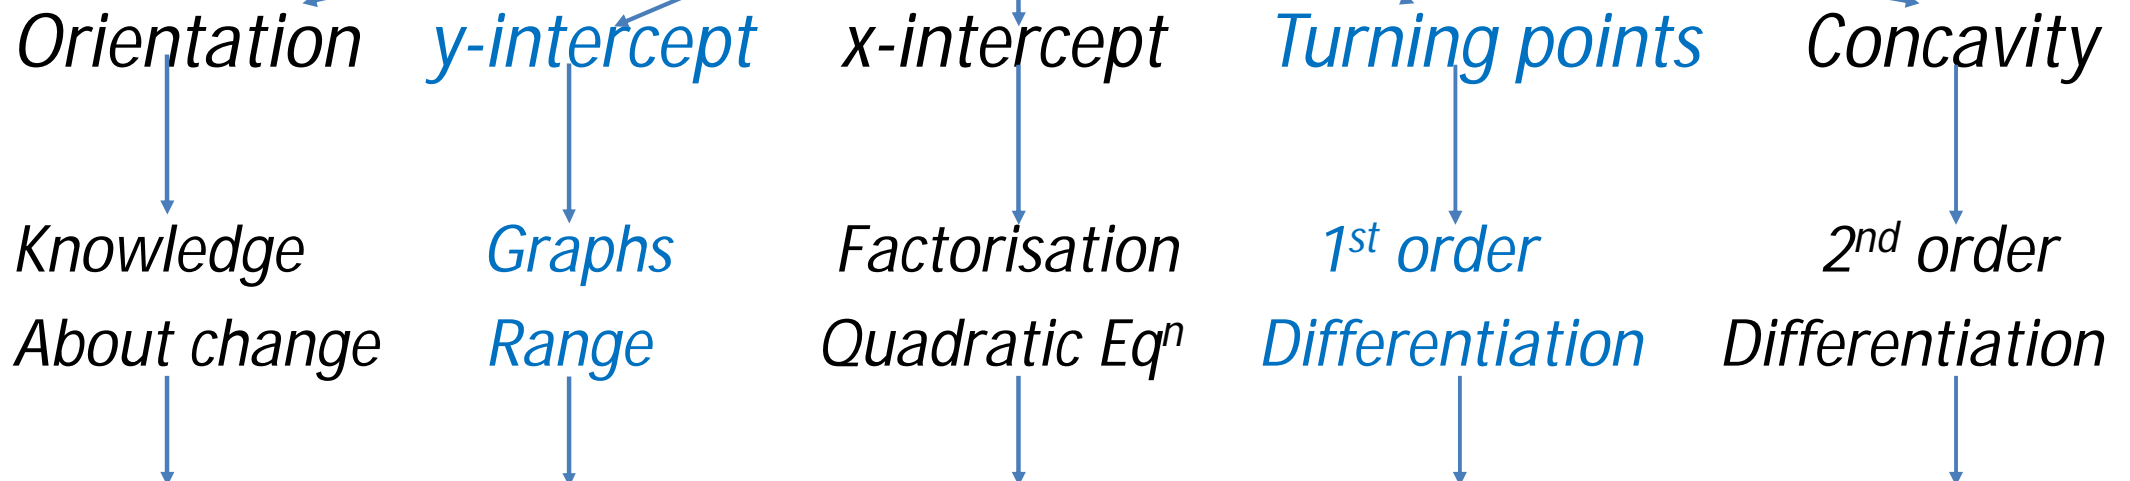 Orientation y-intercept x-intercept Turning points Concavity
Knowledge Graphs Factorisation 1st order 2nd order
About change Range Quadratic Eqn Differentiation Differentiation